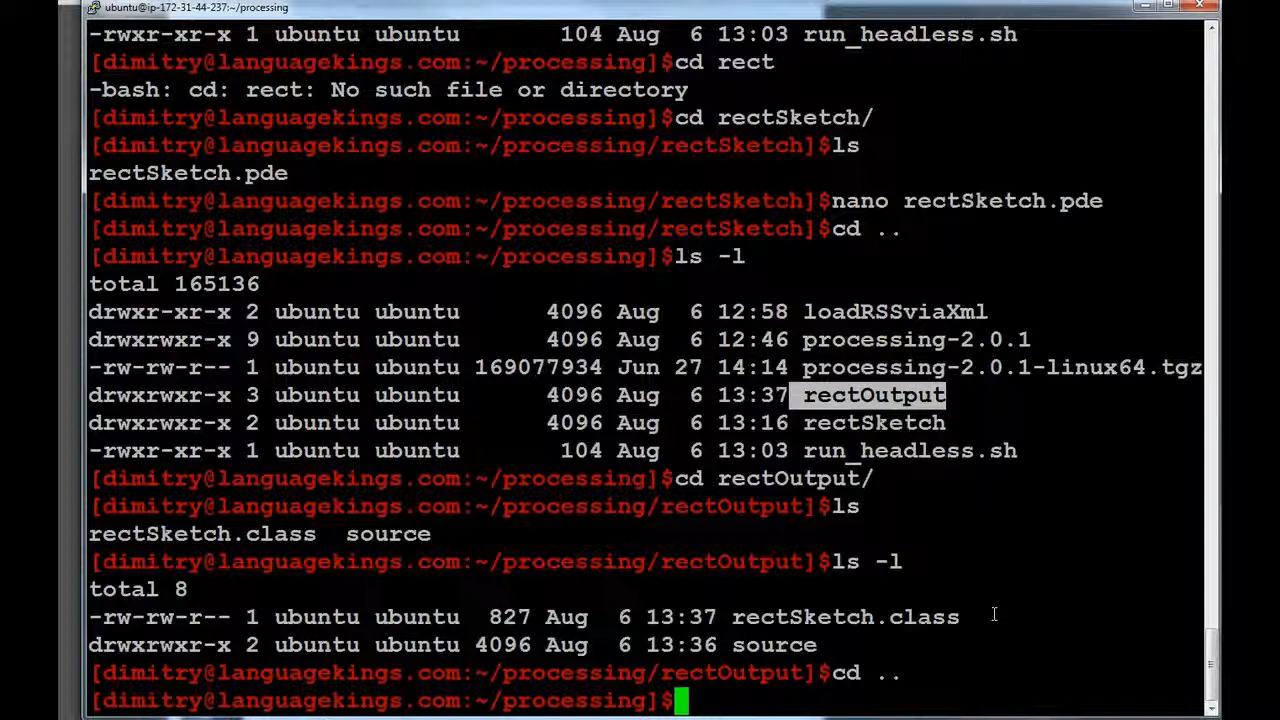 ubuntu@ip-172-31-44-237:~/processing
-rwxr-xr-x 1 ubuntu ubuntu       104 Aug  6 13:03 run_headless.sh
[dimitry@languagekings.com:~/processing]$cd rect
-bash: cd: rect: No such file or directory
[dimitry@languagekings.com:~/processing]$cd rectSketch/
[dimitry@languagekings.com:~/processing/rectSketch]$ls
rectSketch.pde
[dimitry@languagekings.com:~/processing/rectSketch]$nano rectSketch.pde
[dimitry@languagekings.com:~/processing/rectSketch]$cd ..
[dimitry@languagekings.com:~/processing]$ls -l
total 165136
drwxr-xr-x 2 ubuntu ubuntu      4096 Aug  6 12:58 loadRSSviaXml
drwxrwxr-x 9 ubuntu ubuntu      4096 Aug  6 12:46 processing-2.0.1
-rw-rw-r-- 1 ubuntu ubuntu 169077934 Jun 27 14:14 processing-2.0.1-linux64.tgz
drwxrwxr-x 3 ubuntu ubuntu      4096 Aug  6 13:37 rectOutput
drwxrwxr-x 2 ubuntu ubuntu      4096 Aug  6 13:16 rectSketch
-rwxr-xr-x 1 ubuntu ubuntu       104 Aug  6 13:03 run_headless.sh
[dimitry@languagekings.com:~/processing]$cd rectOutput/
[dimitry@languagekings.com:~/processing/rectOutput]$ls
rectSketch.class  source
[dimitry@languagekings.com:~/processing/rectOutput]$ls -l
total 8
-rw-rw-r-- 1 ubuntu ubuntu  827 Aug  6 13:37 rectSketch.class
drwxrwxr-x 2 ubuntu ubuntu 4096 Aug  6 13:36 source
[dimitry@languagekings.com:~/processing/rectOutput]$cd ..
[dimitry@languagekings.com:~/processing]$